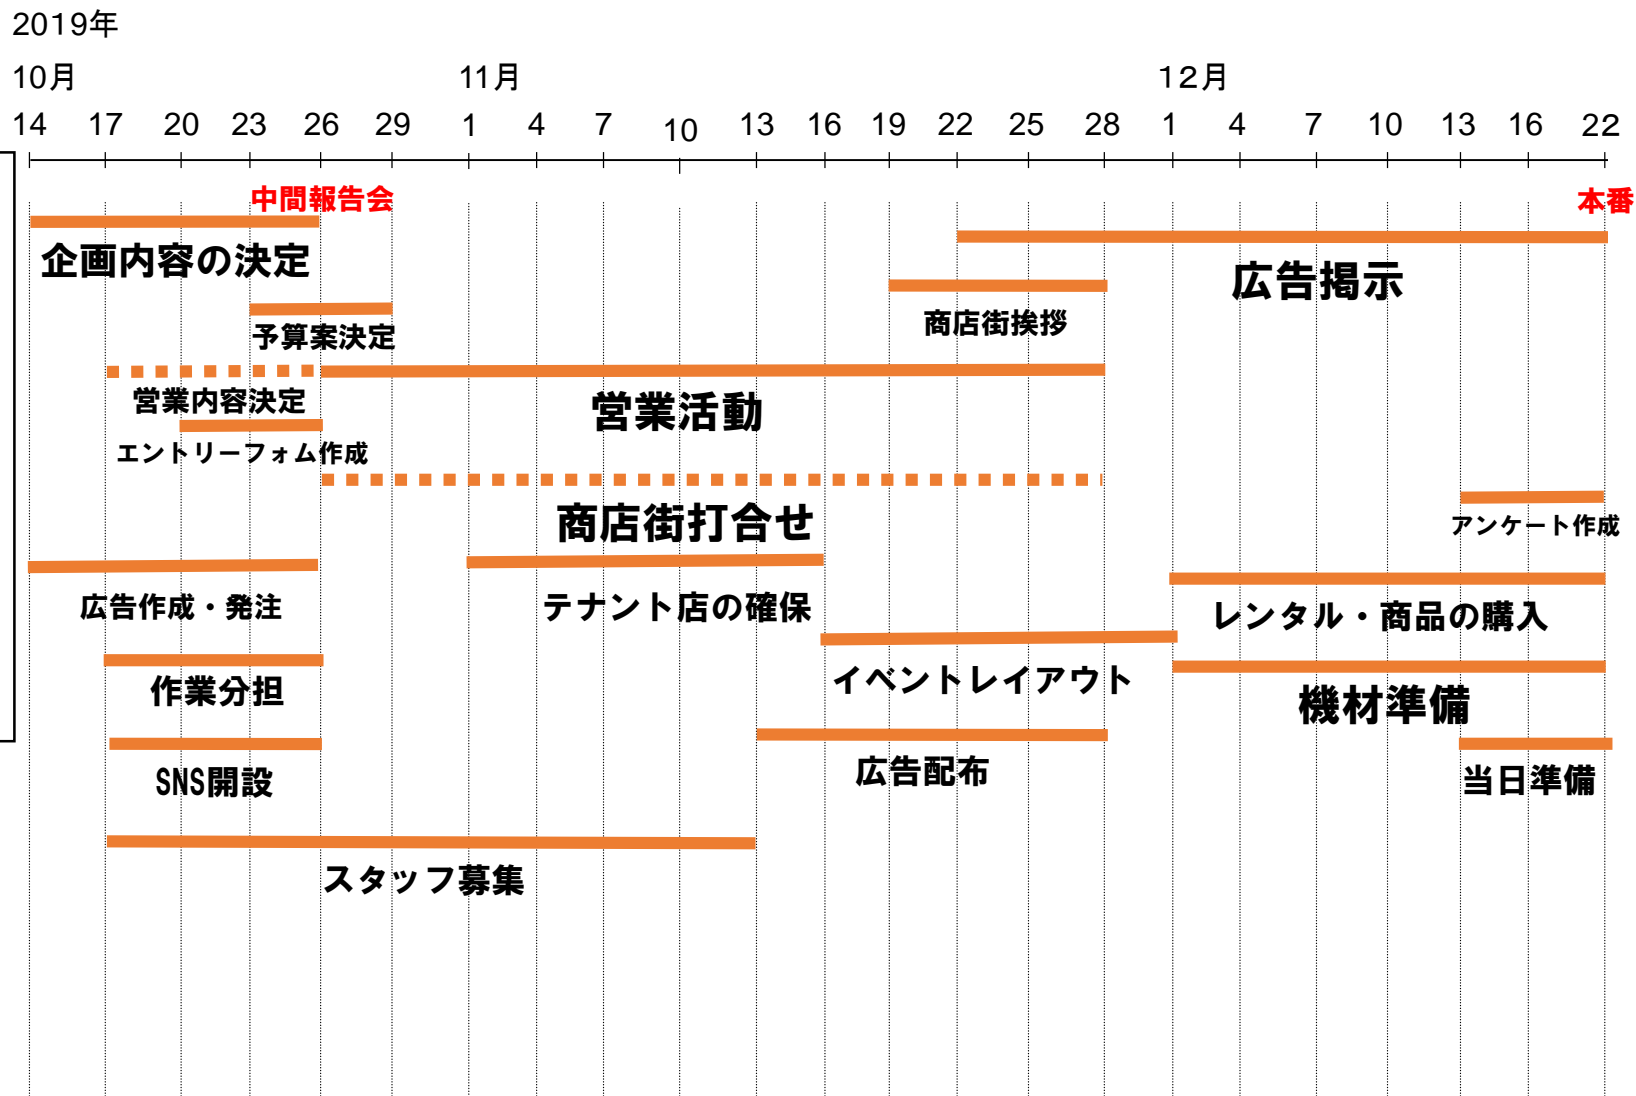 2019年
10月 11月 12月
14 17 20 23 26 29 1 4 7 10 13 16 19 22 25 28 1 4 7 10 13 16 22
中間報告会 本番
企画内容の決定 広告掲示
商店街挨拶
予算案決定
営業内容決定 営業活動
エントリーフォム作成
商店街打合せ アンケート作成
広告作成・発注 テナント店の確保 レンタル・商品の購入
作業分担 イベントレイアウト 機材準備
SNS開設 広告配布 当日準備
スタッフ募集